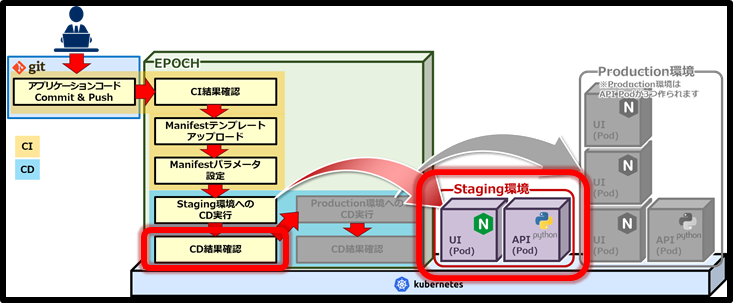 git
アプリケーションコード
Commit & Push
CI
CD
EPOCH
CI結果確認
Manifestテンプレート
アップロード
Manifestパラメータ
設定
Staging環境への
CD実行
CD結果確認
Production環境への
CD実行
CD結果確認
Staging環境
UI
(Pod)
N
API
(Pod)
python
Production環境
※Production環境は
API Podが3つ作られます
N
UI
(Pod)
N
UI
(Pod)
N
UI
(Pod)
API
(Pod)
python
kubernetes